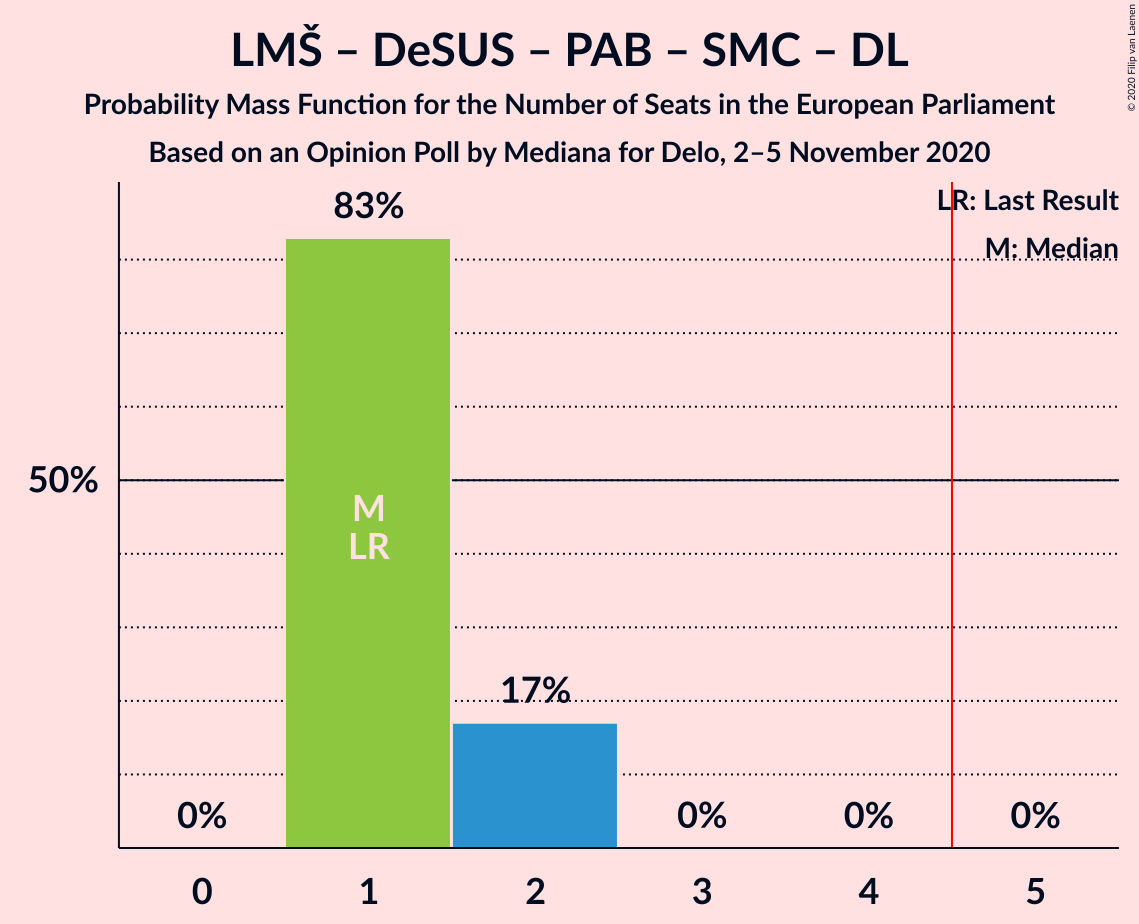 LMŠ – DeSUS – PAB – SMC – DL
Probability Mass Function for the Number of Seats in the European Parliament
Based on an Opinion Poll by Mediana for Delo, 2–5 November 2020
© 2020 Filip van Laenen
LR: Last Result
M: Median
83%
50%
M
LR
17%
0%
0%
0%
0%
0
1
2
3
4
5